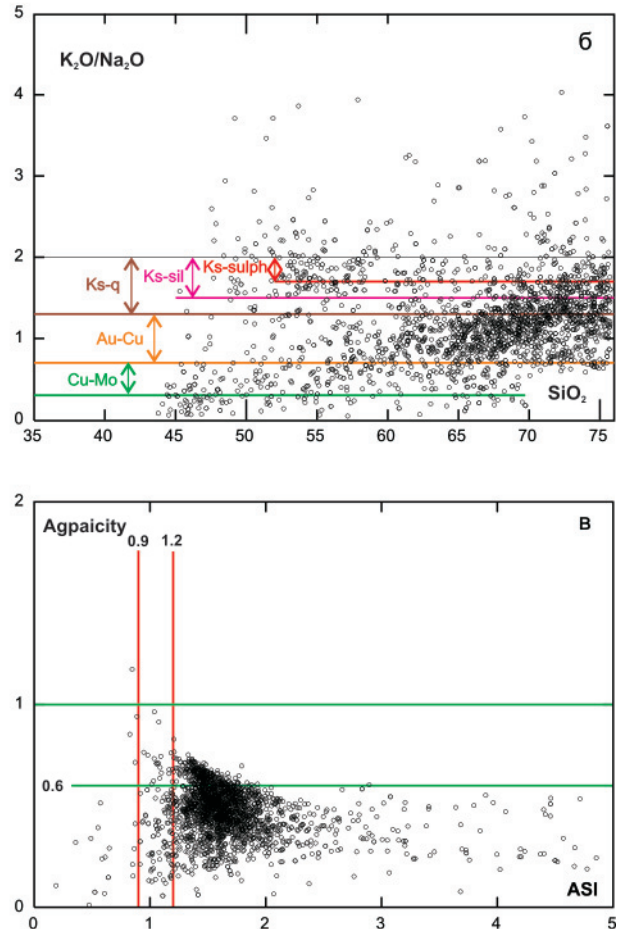 5
K₂O/Na₂O
б
4
3
2
Ks-sulph
Ks-sil
Ks-q
1
Au-Cu
Cu-Mo
SiO₂
0
35 40 45 50 55 60 65 70 75
2
Agpaicity
в
0.9 1.2
1
0.6
0
ASI
0 1 2 3 4 5